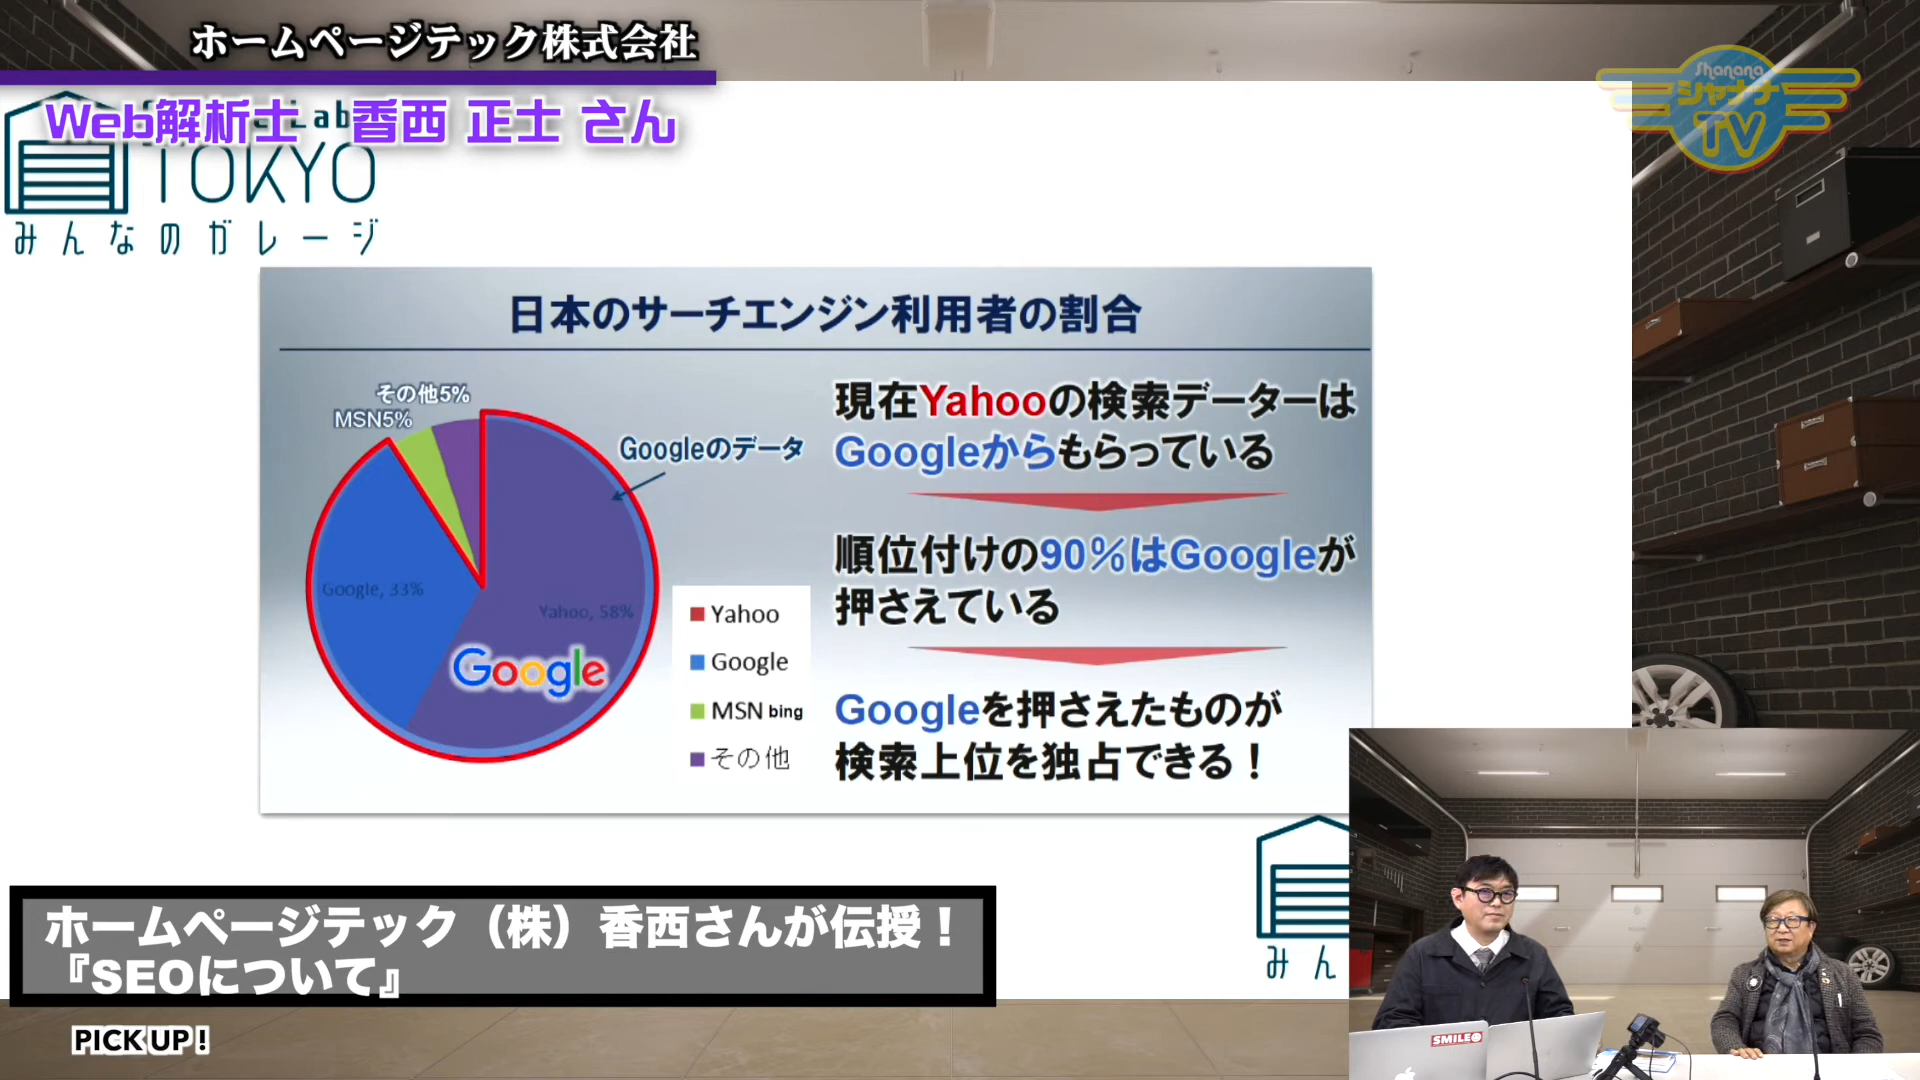 ホームページテック株式会社
Web解析士 香西 正士 さん
Lab
TOKYO
みんなのガレージ
Shanana
シャナナ
TV
日本のサーチエンジン利用者の割合
その他5%
MSN5%
Googleのデータ
Google, 33%
Yahoo, 58%
Google
Yahoo
Google
MSN bing
その他
現在Yahooの検索データーは
Googleからもらっている
順位付けの90%はGoogleが
押さえている
Googleを押さえたものが
検索上位を独占できる！
みん
ホームページテック（株）香西さんが伝授！
『SEOについて』
PICK UP！
SMILE